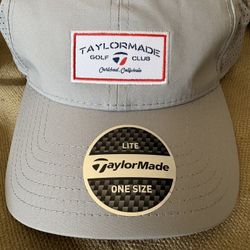 TAYLORMADE
GOLF CLUB
Carlsbad, California
LITE
TaylorMade
ONE SIZE